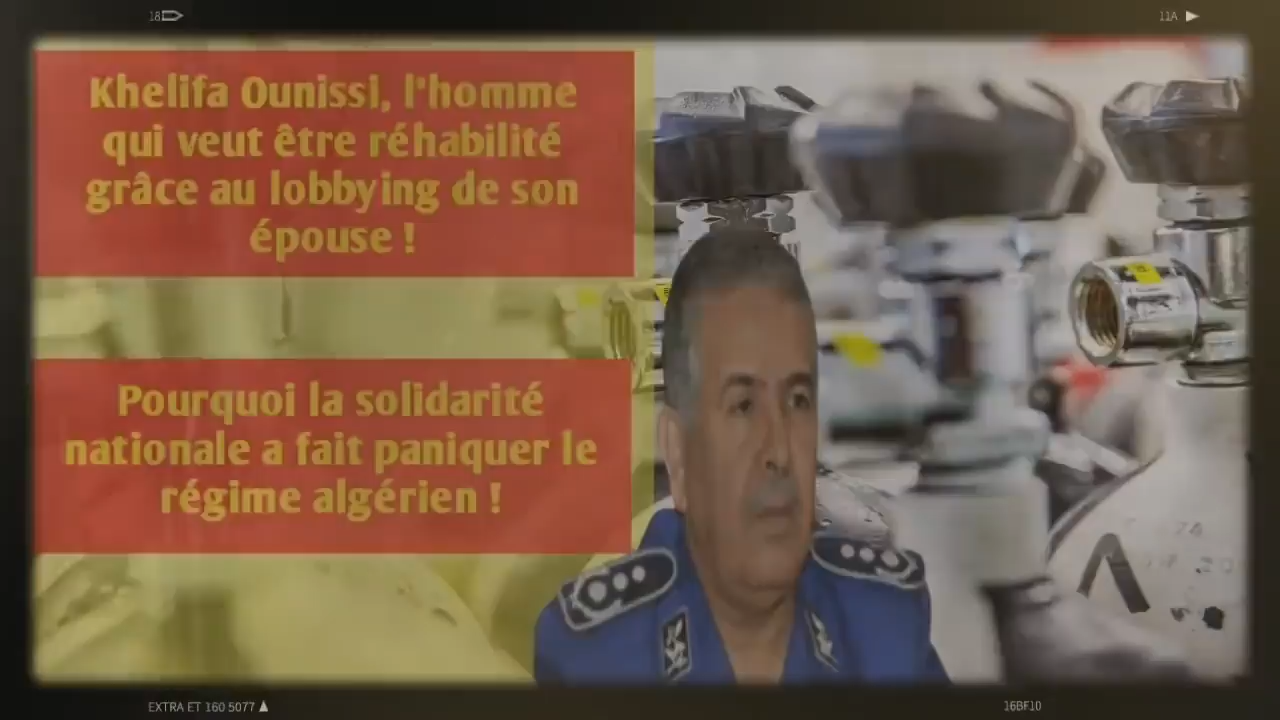 18
11A
Khelifa Ounissi, l'homme
qui veut être réhabilité
grâce au lobbying de son
épouse !
Pourquoi la solidarité
nationale a fait paniquer le
régime algérien !
24
EXTRA ET 160 5077
16BF10